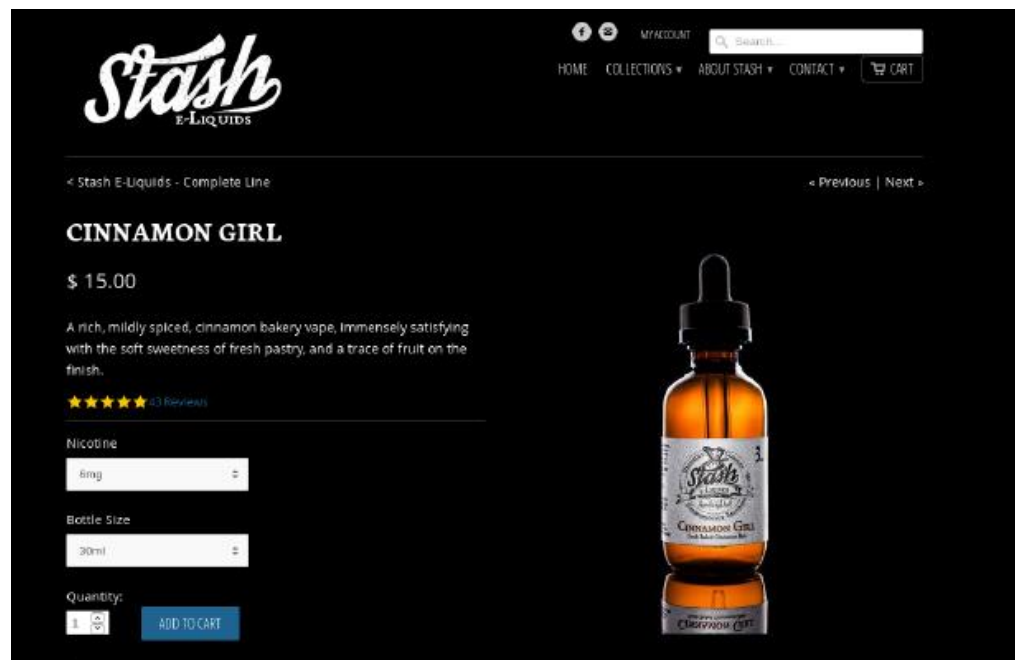 Stash
E-LIQUIDS
MY ACCOUNT
Search...
HOME COLLECTIONS ▾ ABOUT STASH ▾ CONTACT ▾ CART
< Stash E-Liquids - Complete Line
« Previous | Next »
CINNAMON GIRL
$ 15.00
A rich, mildly spiced, cinnamon bakery vape, immensely satisfying
with the soft sweetness of fresh pastry, and a trace of fruit on the
finish.
43 Reviews
Nicotine
6mg
Bottle Size
30ml
Quantity:
1 ADD TO CART
Stash
CINNAMON GIRL